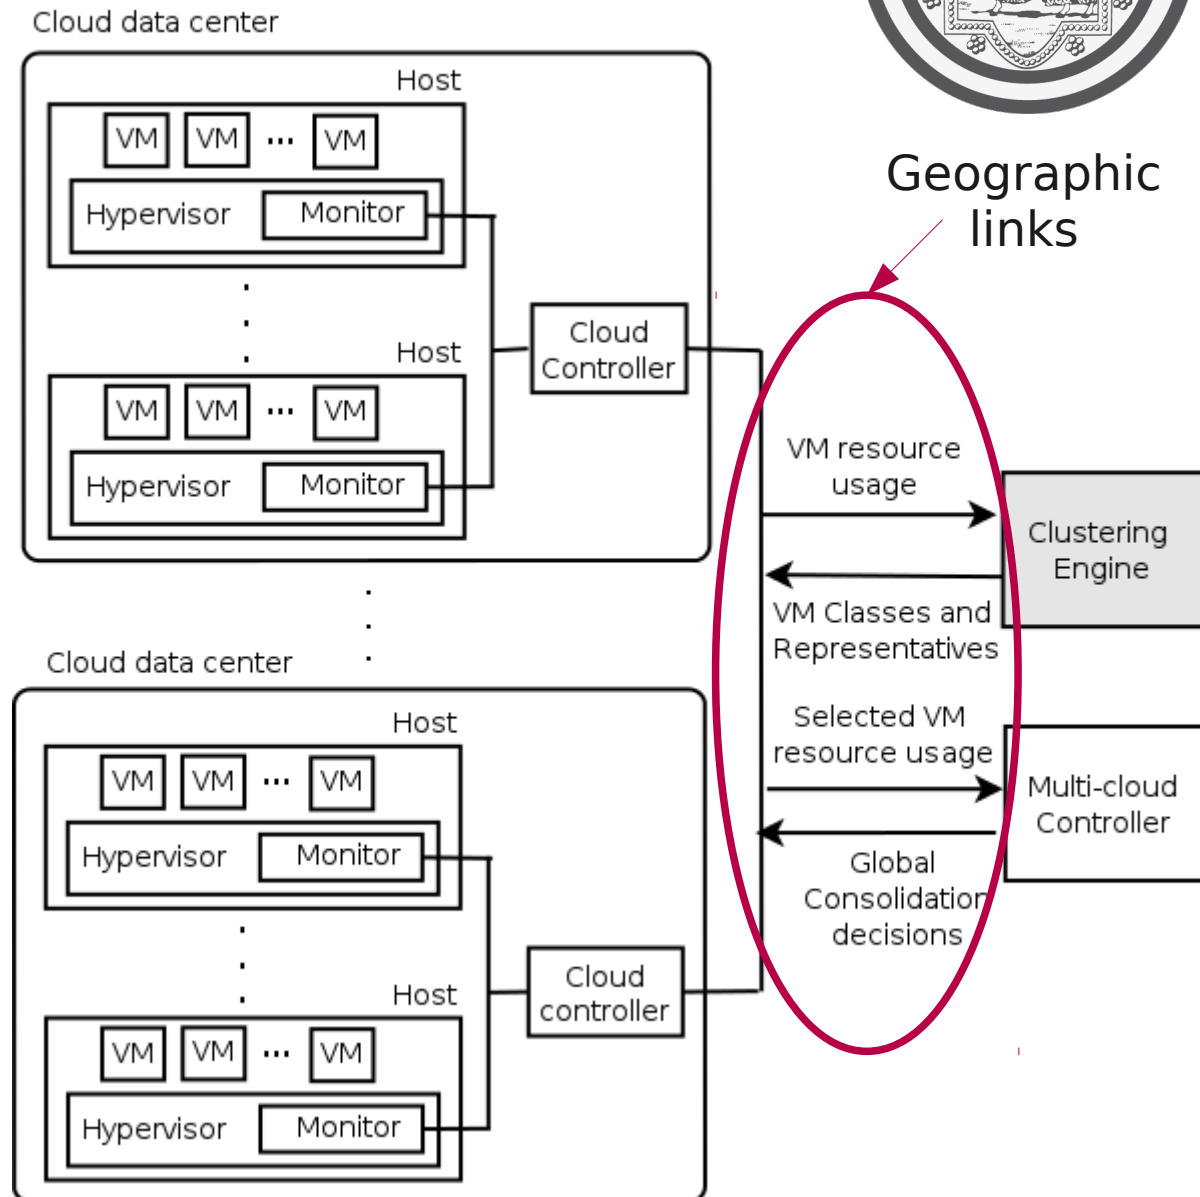 Cloud data center
Host
VM VM ... VM
Hypervisor Monitor
Host
VM VM ... VM
Hypervisor Monitor
Cloud
Controller
Cloud data center
Host
VM VM ... VM
Hypervisor Monitor
Host
VM VM ... VM
Hypervisor Monitor
Cloud
controller
Geographic
links
VM resource
usage
VM Classes and
Representatives
Selected VM
resource usage
Global
Consolidation
decisions
Clustering
Engine
Multi-cloud
Controller